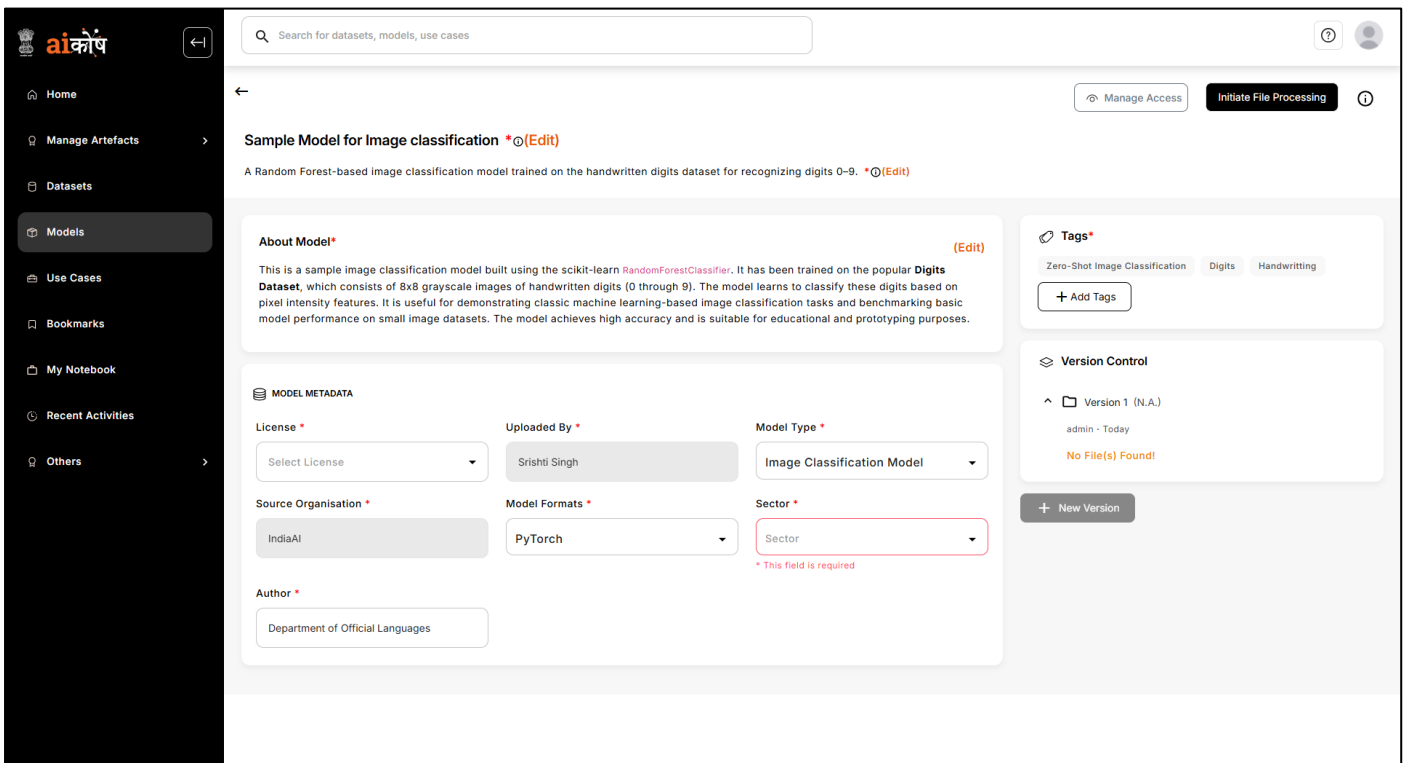 aiकोष
Search for datasets, models, use cases
Home
Manage Artefacts
Datasets
Models
Use Cases
Bookmarks
My Notebook
Recent Activities
Others
Manage Access
Initiate File Processing
Sample Model for Image classification *(Edit)
A Random Forest-based image classification model trained on the handwritten digits dataset for recognizing digits 0–9. *(Edit)
About Model*
(Edit)
This is a sample image classification model built using the scikit-learn RandomForestClassifier. It has been trained on the popular Digits
Dataset, which consists of 8x8 grayscale images of handwritten digits (0 through 9). The model learns to classify these digits based on
pixel intensity features. It is useful for demonstrating classic machine learning-based image classification tasks and benchmarking basic
model performance on small image datasets. The model achieves high accuracy and is suitable for educational and prototyping purposes.
MODEL METADATA
License *
Uploaded By *
Model Type *
Select License
Srishti Singh
Image Classification Model
Source Organisation *
Model Formats *
Sector *
IndiaAI
PyTorch
Sector
* This field is required
Author *
Department of Official Languages
Tags*
Zero-Shot Image Classification
Digits
Handwritting
+ Add Tags
Version Control
Version 1 (N.A.)
admin - Today
No File(s) Found!
+ New Version